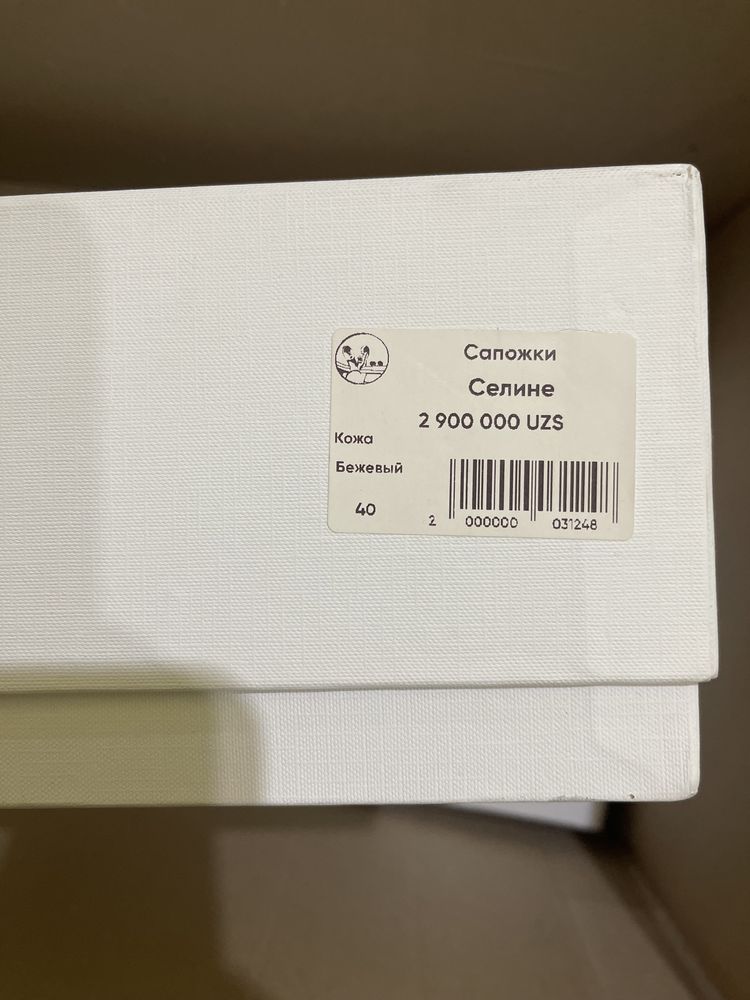 Сапожки
Селине
2 900 000 UZS
Кожа
Бежевый
40
2 000000 031248